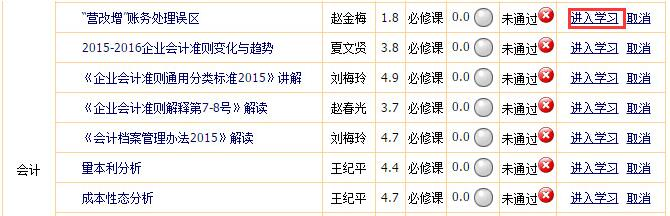 “营改增”账务处理误区 赵金梅 1.8 必修课 0.0 未通过 进入学习 取消
2015-2016企业会计准则变化与趋势 夏文贤 3.8 必修课 0.0 未通过 进入学习 取消
《企业会计准则通用分类标准2015》讲解 刘梅玲 4.9 必修课 0.0 未通过 进入学习 取消
《企业会计准则解释第7-8号》解读 赵春光 3.7 必修课 0.0 未通过 进入学习 取消
《会计档案管理办法2015》解读 刘梅玲 4.7 必修课 0.0 未通过 进入学习 取消
会计 量本利分析 王纪平 4.4 必修课 0.0 未通过 进入学习 取消
成本性态分析 王纪平 4.7 必修课 0.0 未通过 进入学习 取消